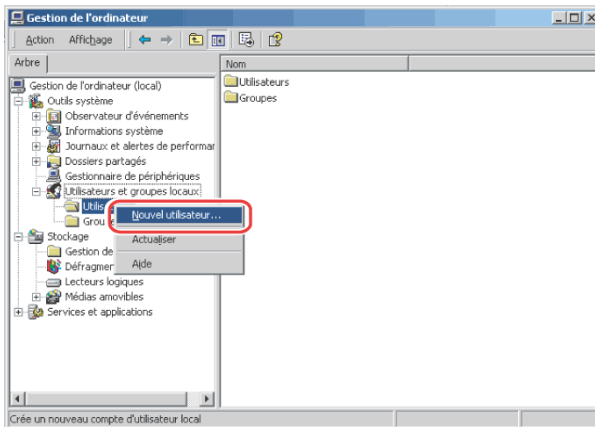 Gestion de l'ordinateur
Action Affichage
Arbre
Nom
Gestion de l'ordinateur (local)
Outils système
Observateur d'événements
Informations système
Journaux et alertes de performar
Dossiers partagés
Gestionnaire de périphériques
Utilisateurs et groupes locaux
Utilis
Grou
Stockage
Gestion de
Défragmer
Lecteurs logiques
Médias amovibles
Services et applications
Nouvel utilisateur...
Actualiser
Aide
Utilisateurs
Groupes
Crée un nouveau compte d'utilisateur local